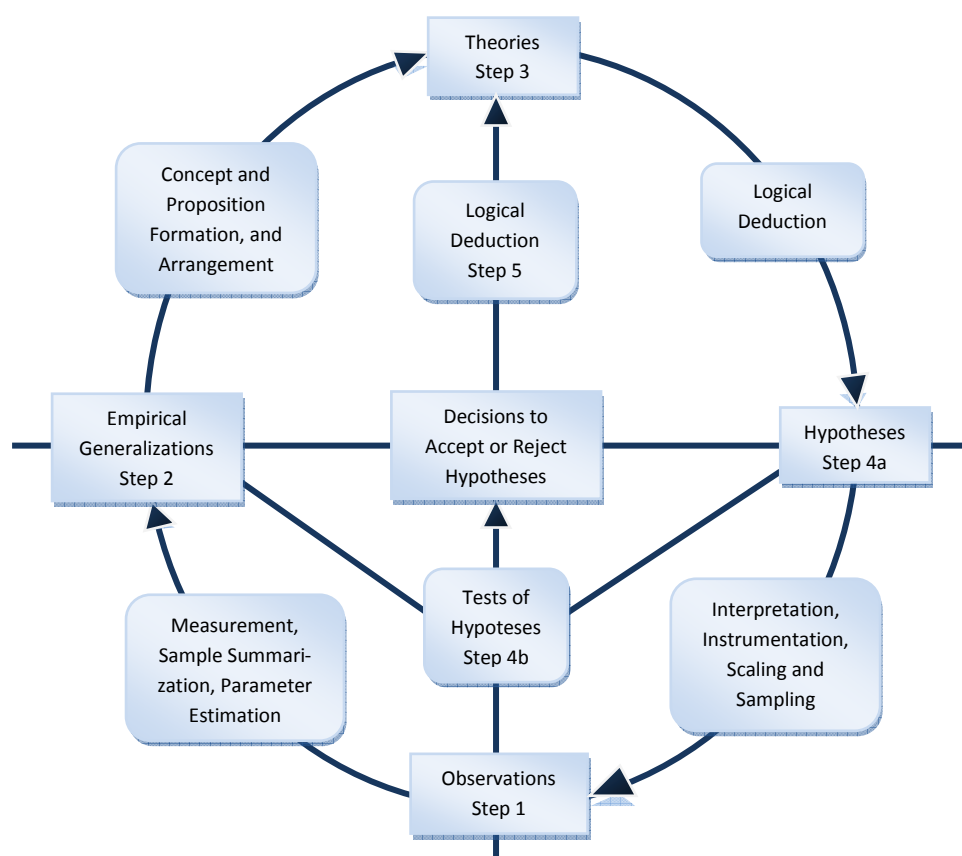 Theories
Step 3
Concept and
Proposition
Formation, and
Arrangement
Logical
Deduction
Step 5
Logical
Deduction
Empirical
Generalizations
Step 2
Decisions to
Accept or Reject
Hypotheses
Hypotheses
Step 4a
Measurement,
Sample Summari-
zation, Parameter
Estimation
Tests of
Hypoteses
Step 4b
Interpretation,
Instrumentation,
Scaling and
Sampling
Observations
Step 1